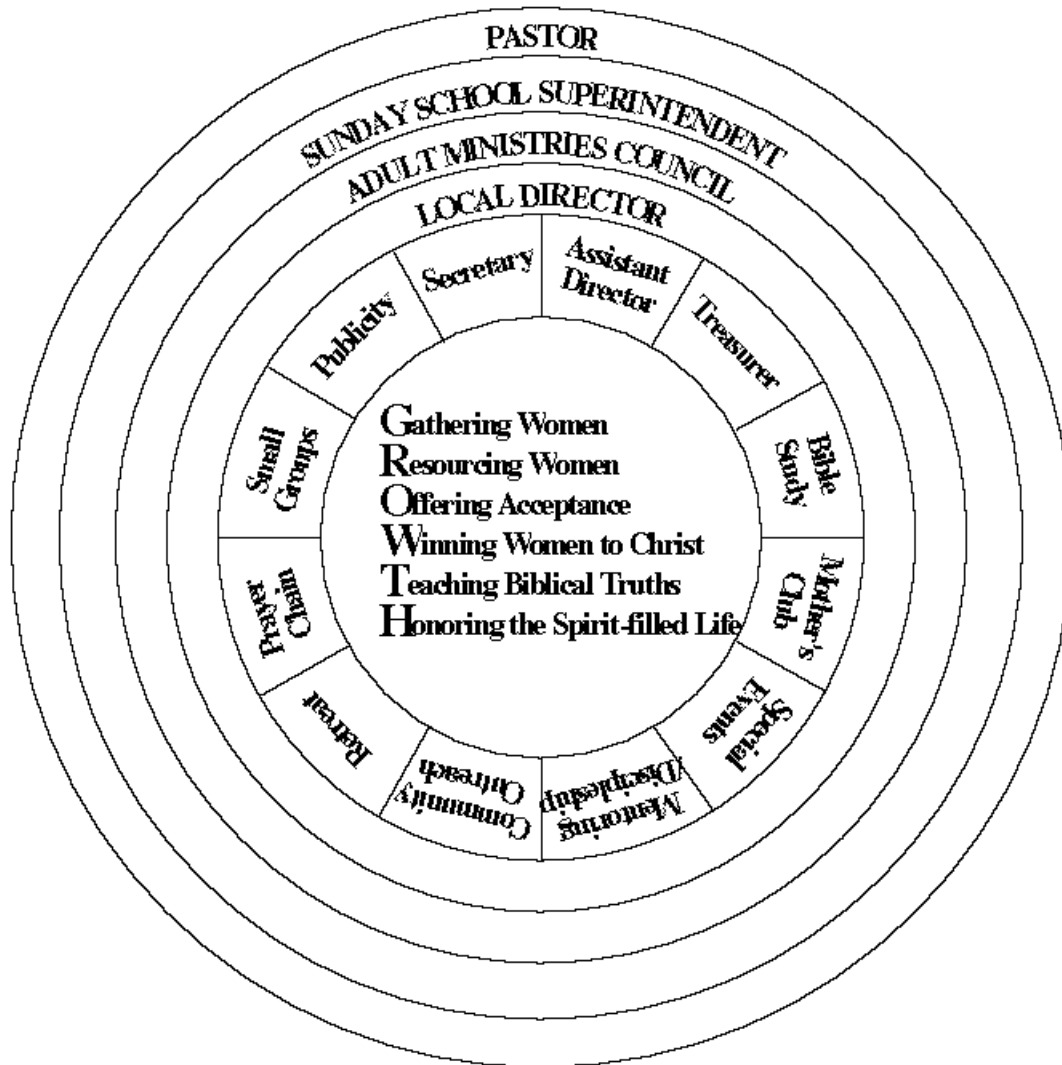 PASTOR
SUNDAY SCHOOL SUPERINTENDENT
ADULT MINISTRIES COUNCIL
LOCAL DIRECTOR
Secretary
Assistant
Director
Treasurer
Bible
Study
Mother's
Club
Special
Events
Mentoring
/Discipleship
Community
Outreach
Retreat
Prayer
Chain
Small
Groups
Publicity
Gathering Women
Resourcing Women
Offering Acceptance
Winning Women to Christ
Teaching Biblical Truths
Honoring the Spirit-filled Life